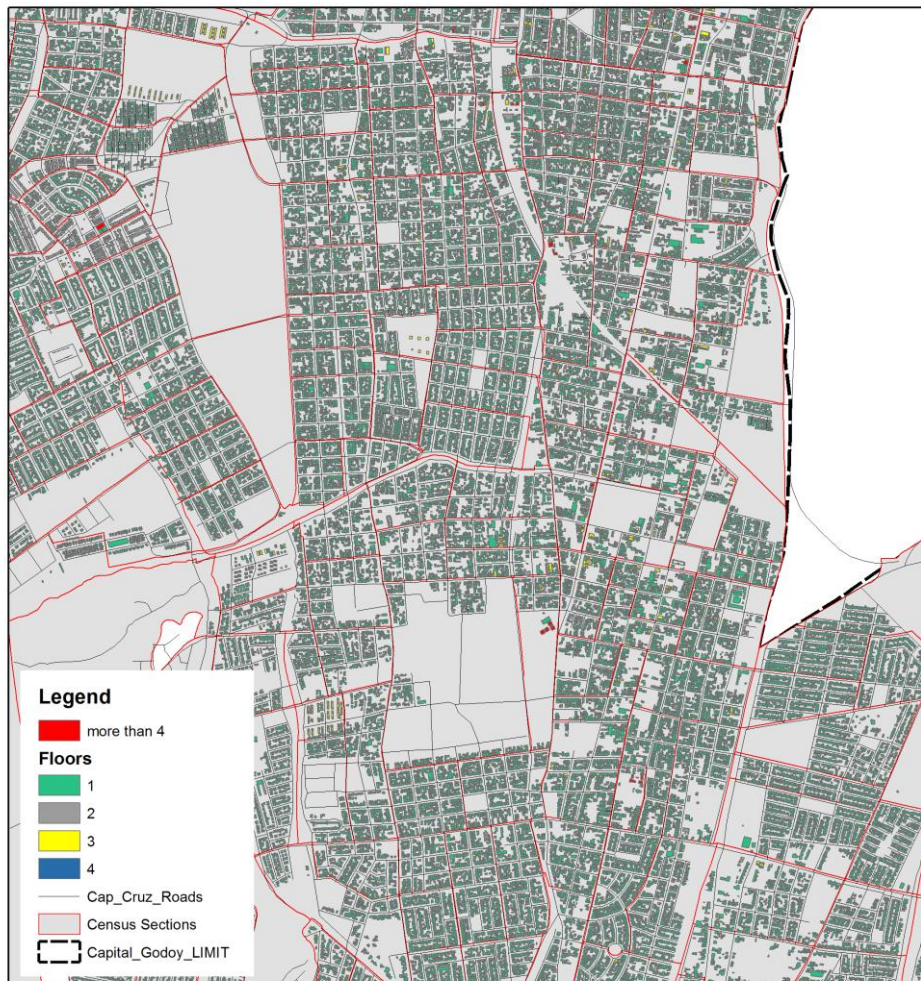 Legend
more than 4
Floors
1
2
3
4
Cap_Cruz_Roads
Census Sections
Capital_Godoy_LIMIT